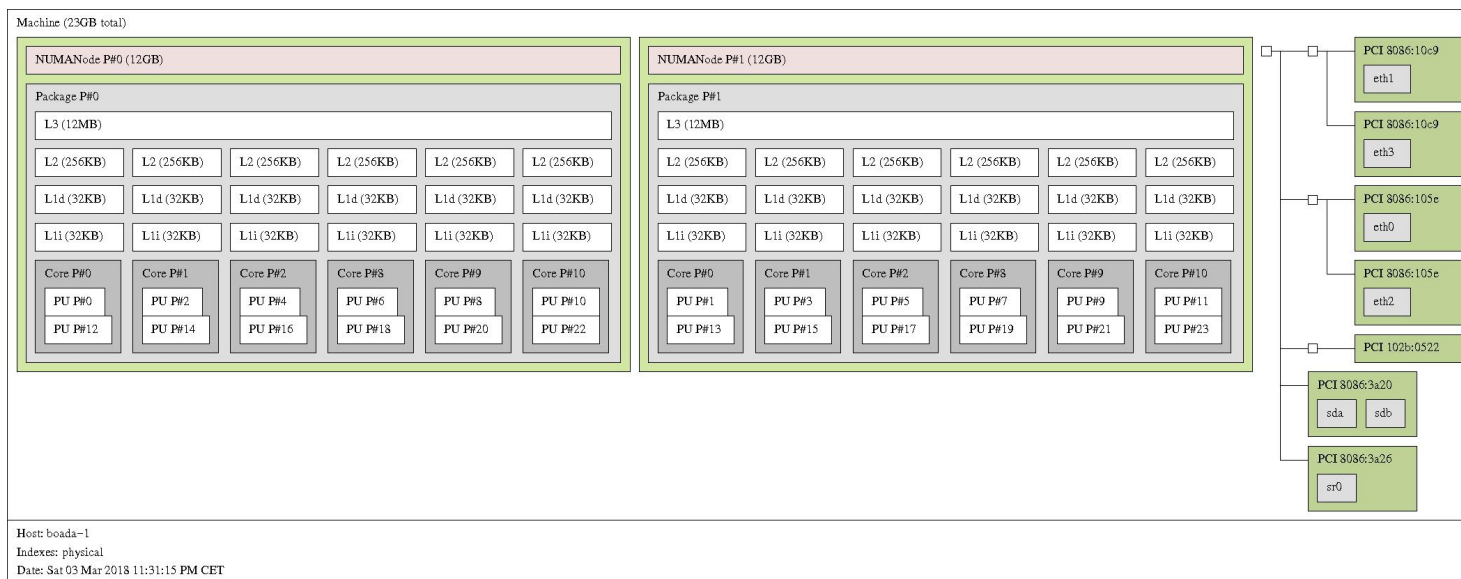 Machine (23GB total)
NUMANode P#0 (12GB)
Package P#0
L3 (12MB)
L2 (256KB) L2 (256KB) L2 (256KB) L2 (256KB) L2 (256KB) L2 (256KB)
L1d (32KB) L1d (32KB) L1d (32KB) L1d (32KB) L1d (32KB) L1d (32KB)
L1i (32KB) L1i (32KB) L1i (32KB) L1i (32KB) L1i (32KB) L1i (32KB)
Core P#0 Core P#1 Core P#2 Core P#8 Core P#9 Core P#10
PU P#0 PU P#2 PU P#4 PU P#6 PU P#8 PU P#10
PU P#12 PU P#14 PU P#16 PU P#18 PU P#20 PU P#22
NUMANode P#1 (12GB)
Package P#1
L3 (12MB)
L2 (256KB) L2 (256KB) L2 (256KB) L2 (256KB) L2 (256KB) L2 (256KB)
L1d (32KB) L1d (32KB) L1d (32KB) L1d (32KB) L1d (32KB) L1d (32KB)
L1i (32KB) L1i (32KB) L1i (32KB) L1i (32KB) L1i (32KB) L1i (32KB)
Core P#0 Core P#1 Core P#2 Core P#8 Core P#9 Core P#10
PU P#1 PU P#3 PU P#5 PU P#7 PU P#9 PU P#11
PU P#13 PU P#15 PU P#17 PU P#19 PU P#21 PU P#23
PCI 8086:10c9
eth1
PCI 8086:10c9
eth3
PCI 8086:105e
eth0
PCI 8086:105e
eth2
PCI 102b:0522
PCI 8086:3a20
sda sdb
PCI 8086:3a26
sr0
Host: boada-1
Indexes: physical
Date: Sat 03 Mar 2018 11:31:15 PM CET